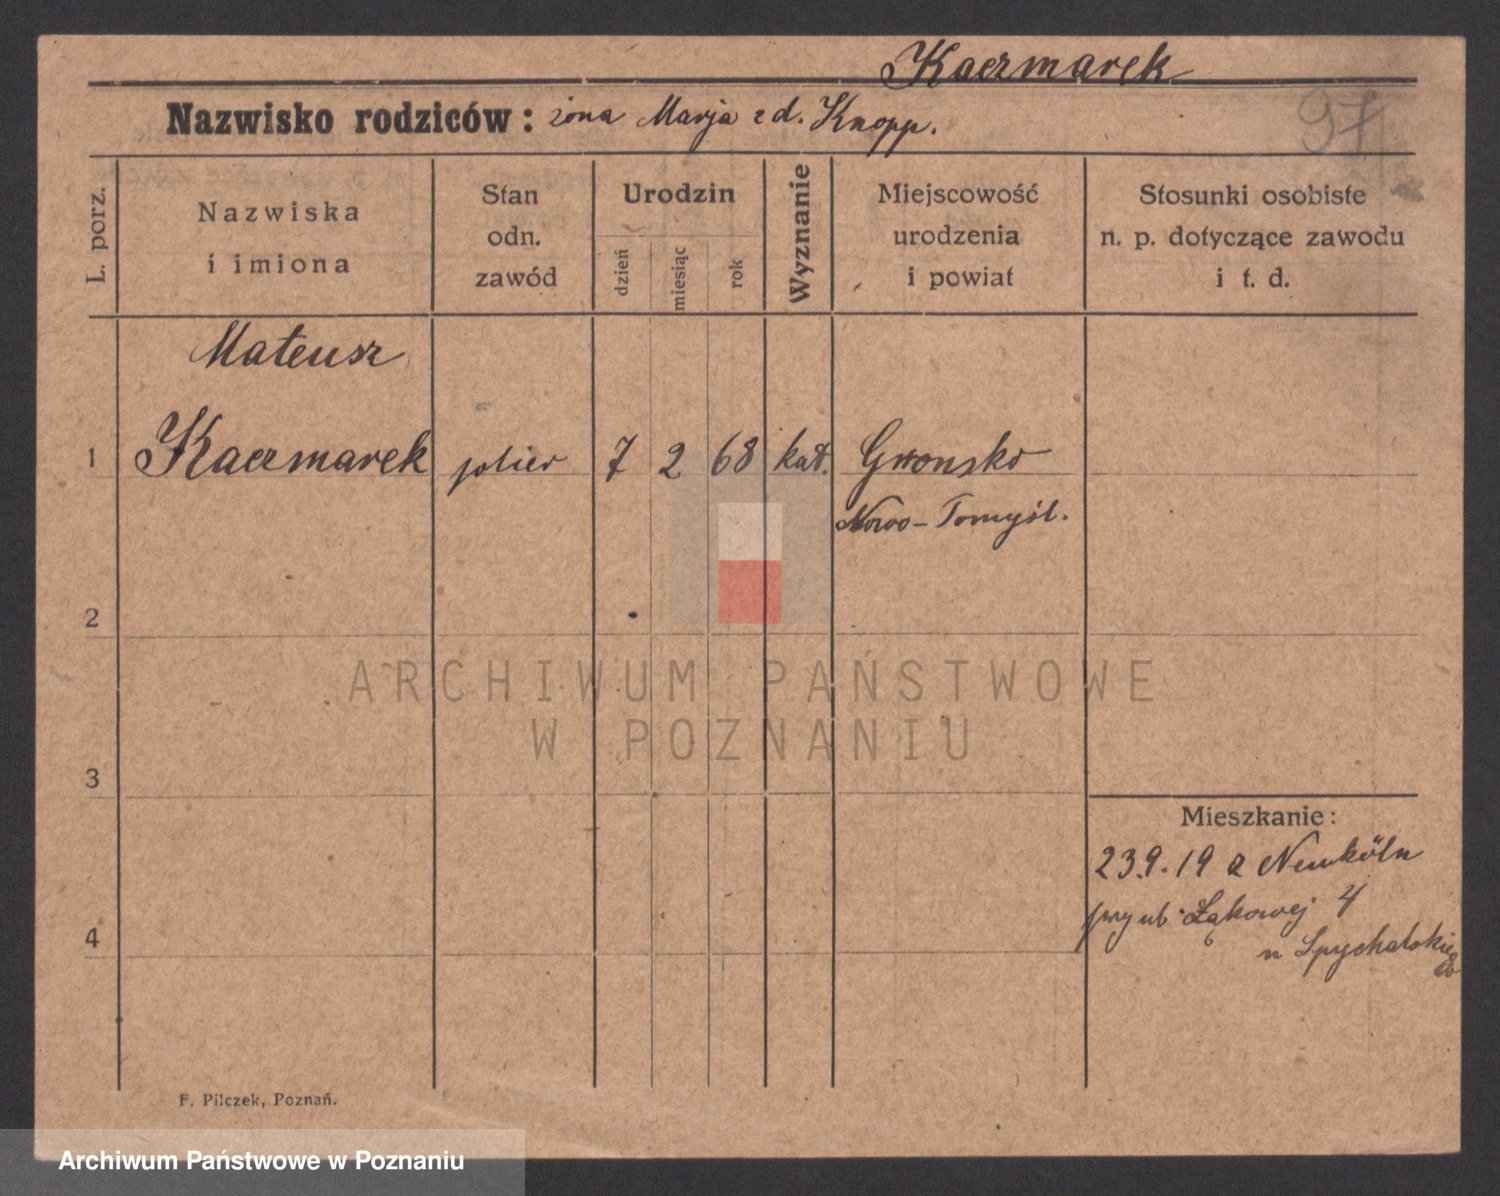 Kaczmarek
Nazwisko rodziców: żona Marja z d. Knopp.
97
L. porz.
Nazwiska
i imiona
Stan
odn.
zawód
Urodzin
dzień
miesiąc
rok
Wyznanie
Miejscowość
urodzenia
i powiat
Stosunki osobiste
n. p. dotyczące zawodu
i t. d.
Mateusz
1 Kaczmarek polier 7 2 68 kat. Gronsko
Nowo-Tomyśl.
2
ARCHIWUM PAŃSTWOWE
W POZNANIU
3
Mieszkanie:
23.9.19 z Neukölln
przy ul. Łąkowej 4
4
u Spychalskiego
F. Pilczek, Poznań.
Archiwum Państwowe w Poznaniu